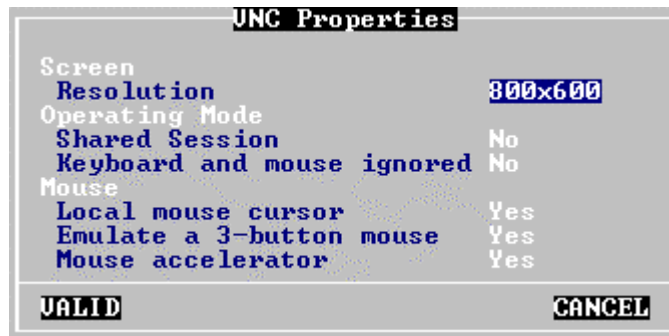 VNC Properties
Screen
Resolution 800x600
Operating Mode
Shared Session No
Keyboard and mouse ignored No
Mouse
Local mouse cursor Yes
Emulate a 3-button mouse Yes
Mouse accelerator Yes
VALID CANCEL